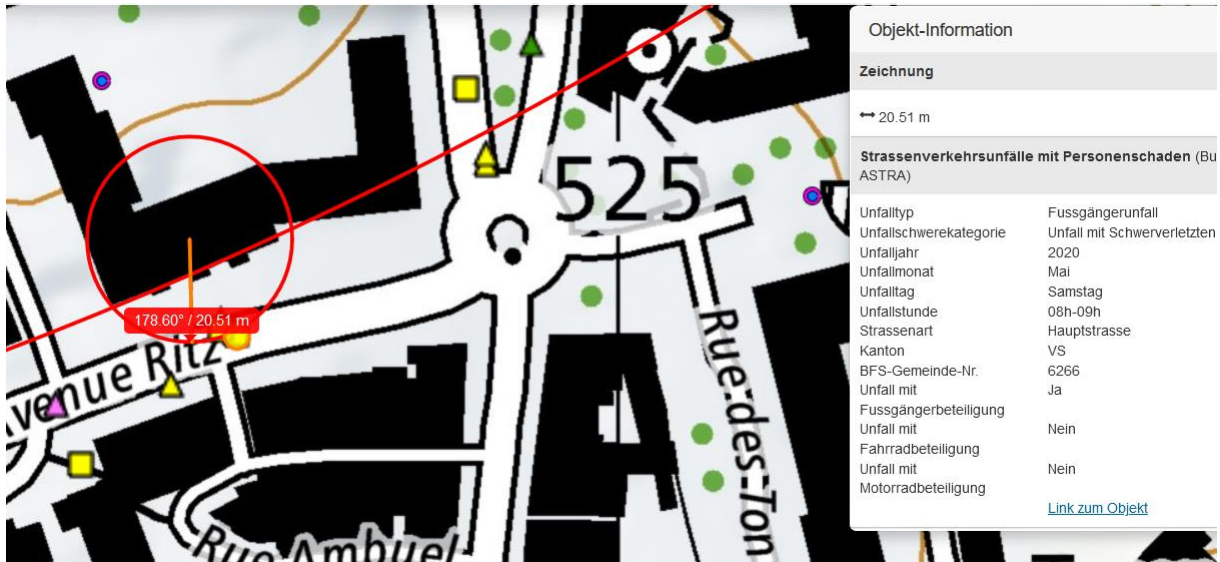 525
178.60° / 20.51 m
Avenue Ritz
Rue des Ton
Rue Ambuel
Objekt-Information
Zeichnung
↔ 20.51 m
Strassenverkehrsunfälle mit Personenschaden (Bu
ASTRA)
Unfalltyp Fussgängerunfall
Unfallschwerekategorie Unfall mit Schwerverletzten
Unfalljahr 2020
Unfallmonat Mai
Unfalltag Samstag
Unfallstunde 08h-09h
Strassenart Hauptstrasse
Kanton VS
BFS-Gemeinde-Nr. 6266
Unfall mit Ja
Fussgängerbeteiligung
Unfall mit Nein
Fahrradbeteiligung
Unfall mit Nein
Motorradbeteiligung
Link zum Objekt